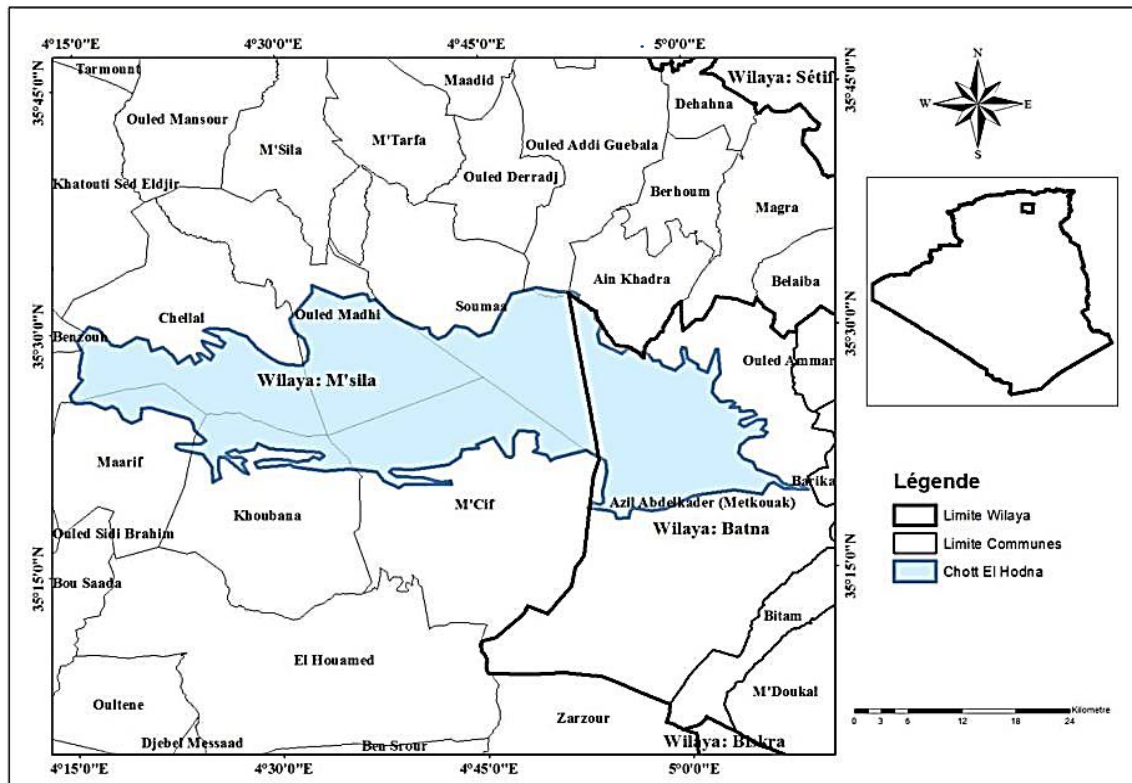 4°15'0"E 4°30'0"E 4°45'0"E 5°0'0"E
35°45'0"N 35°45'0"N
35°30'0"N 35°30'0"N
35°15'0"N 35°15'0"N
4°15'0"E 4°30'0"E 4°45'0"E 5°0'0"E
Tarmount
Maadid
Wilaya: Sétif
Dehahna
Ouled Mansour
M'Sila
M'Tarfa
Ouled Addi Guebala
Khatouti Sed Eldjir
Ouled Derradj
Berhoum
Magra
Ain Khadra
Belaiba
Chellal
Ouled Madhi
Soumaa
Benzouh
Ouled Ammar
Wilaya: M'sila
Maarif
Khoubana
M'Cif
Azil Abdelkader (Metkouak)
Barika
Wilaya: Batna
Ouled Sidi Brahim
Bou Saada
Bitam
El Houamed
M'Doukal
Oultene
Zarzour
Djebel Messaad
Ben Srour
Wilaya: Biskra
N
W E
S
Légende
Limite Wilaya
Limite Communes
Chott El Hodna
Kilometre
0 3 6 12 18 24